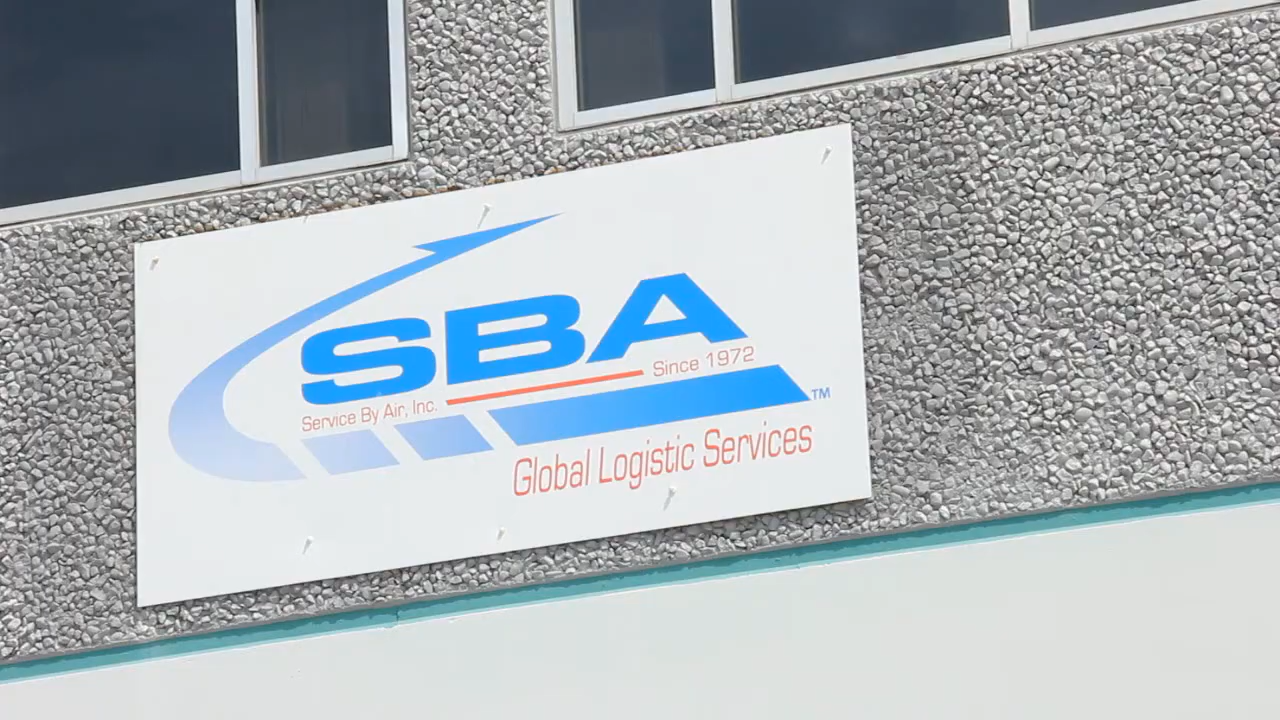 SBA
Since 1972
Service By Air, Inc.
TM
Global Logistic Services